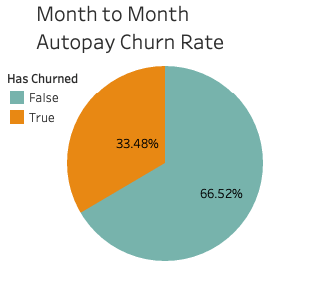 Month to Month
Autopay Churn Rate
Has Churned
False
True
33.48%
66.52%